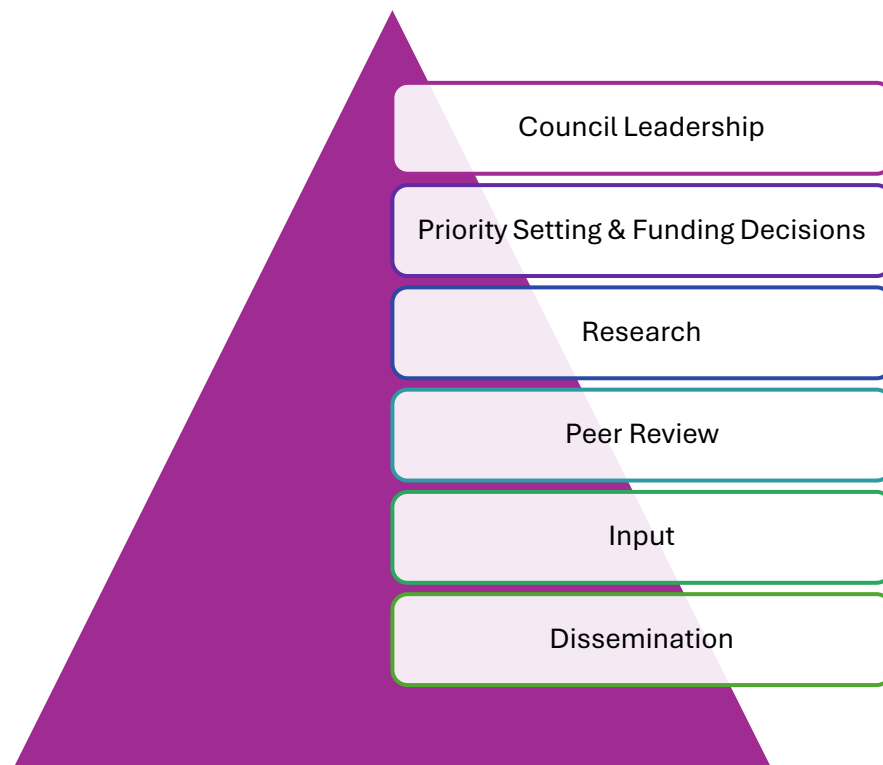 Council Leadership
Priority Setting & Funding Decisions
Research
Peer Review
Input
Dissemination